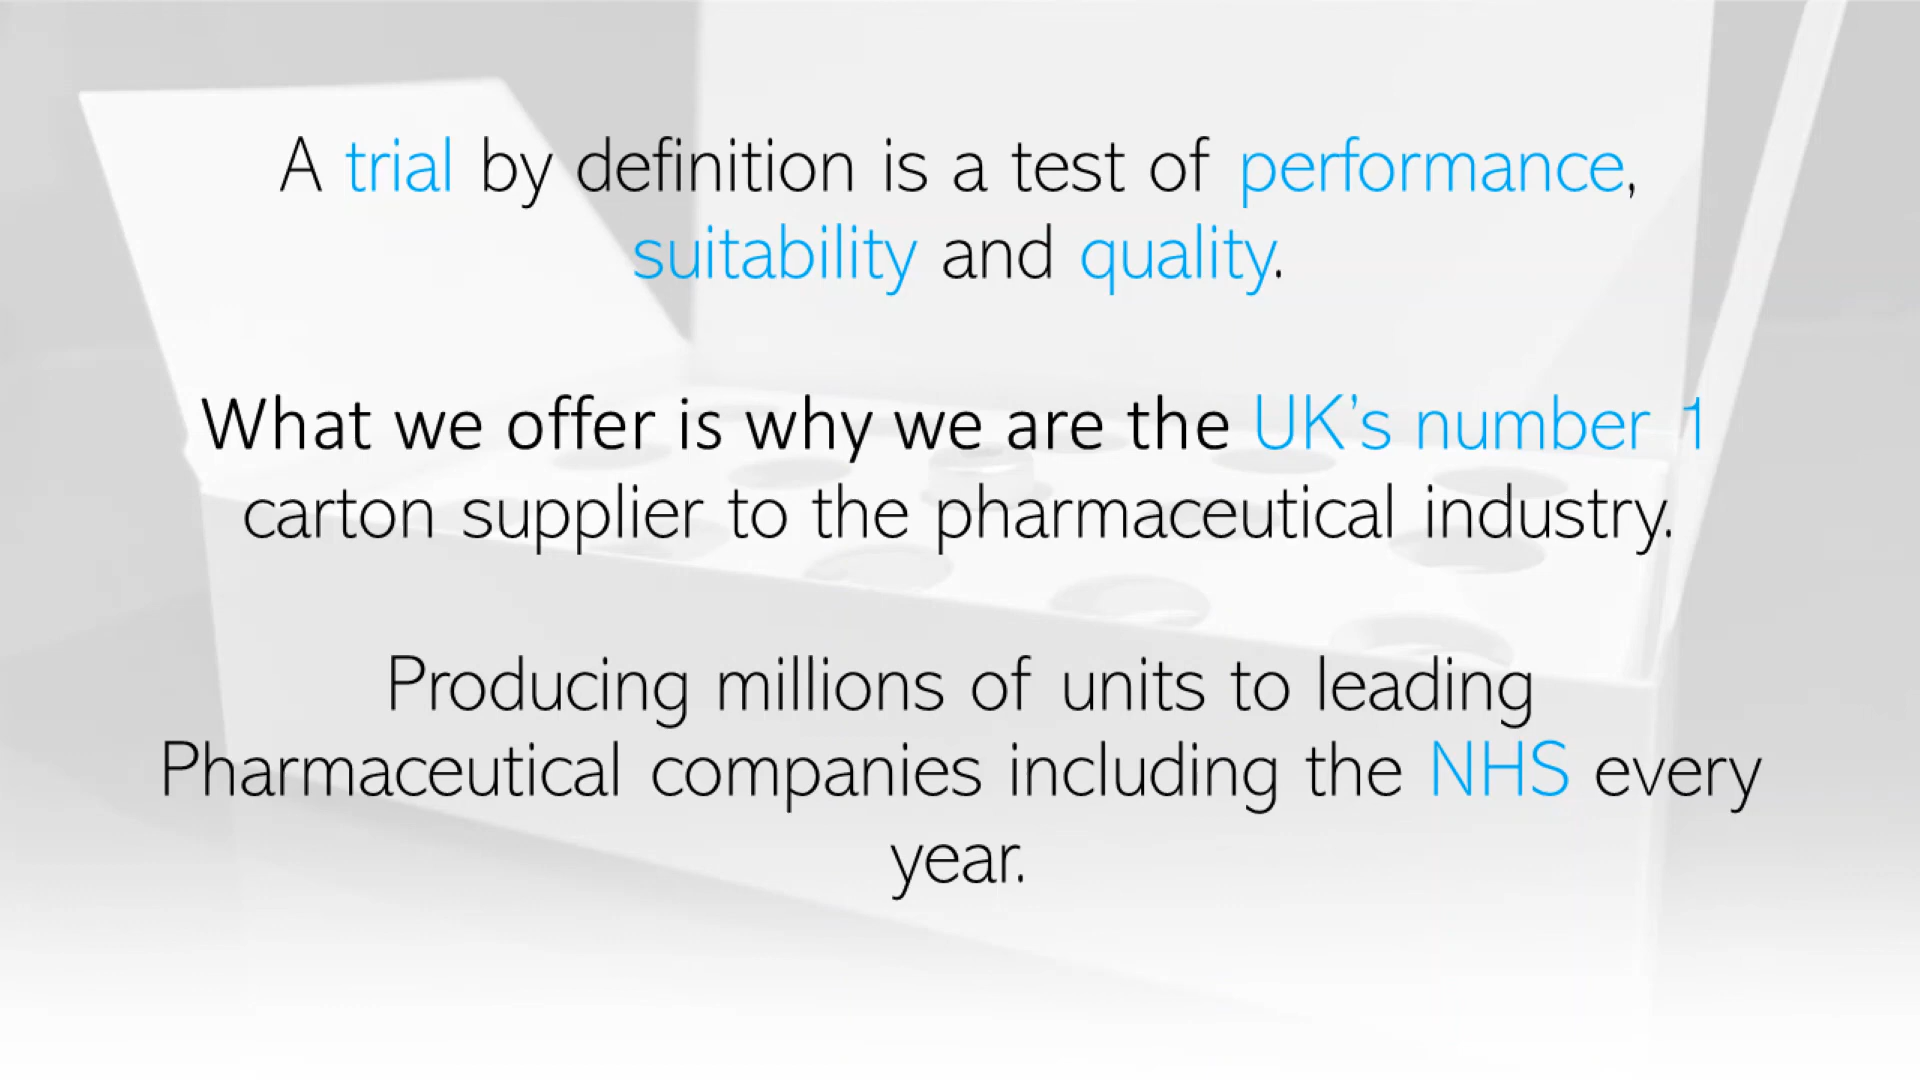 A trial by definition is a test of performance,
suitability and quality.
What we offer is why we are the UK’s number 1
carton supplier to the pharmaceutical industry.
Producing millions of units to leading
Pharmaceutical companies including the NHS every
year.